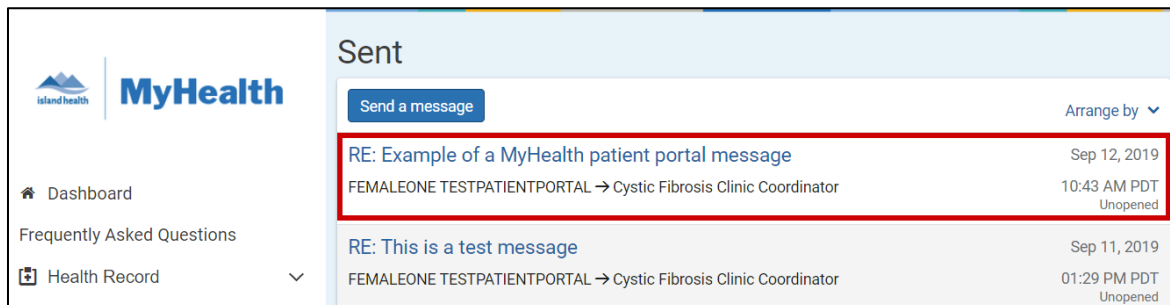 island health
MyHealth
Dashboard
Frequently Asked Questions
Health Record
Sent
Send a message
Arrange by
RE: Example of a MyHealth patient portal message
Sep 12, 2019
FEMALEONE TESTPATIENTPORTAL → Cystic Fibrosis Clinic Coordinator
10:43 AM PDT
Unopened
RE: This is a test message
Sep 11, 2019
FEMALEONE TESTPATIENTPORTAL → Cystic Fibrosis Clinic Coordinator
01:29 PM PDT
Unopened